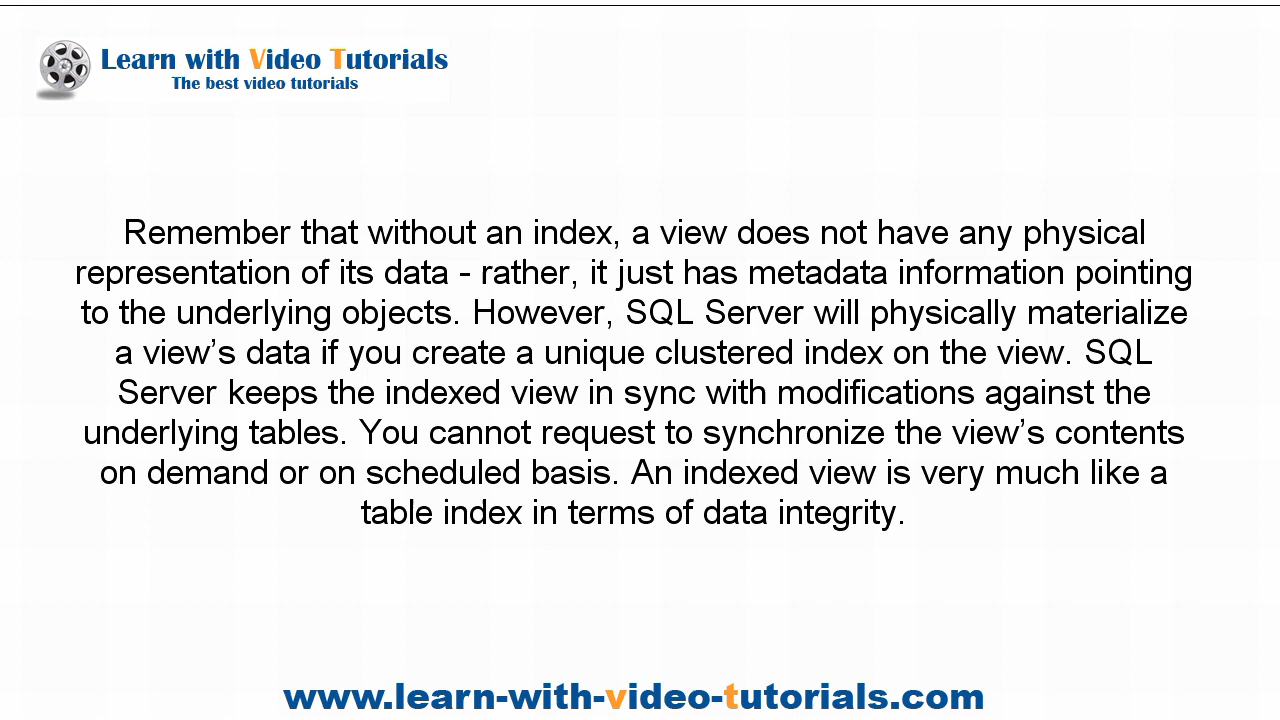 Learn with Video Tutorials
The best video tutorials
Remember that without an index, a view does not have any physical
representation of its data - rather, it just has metadata information pointing
to the underlying objects. However, SQL Server will physically materialize
a view’s data if you create a unique clustered index on the view. SQL
Server keeps the indexed view in sync with modifications against the
underlying tables. You cannot request to synchronize the view’s contents
on demand or on scheduled basis. An indexed view is very much like a
table index in terms of data integrity.
www.learn-with-video-tutorials.com